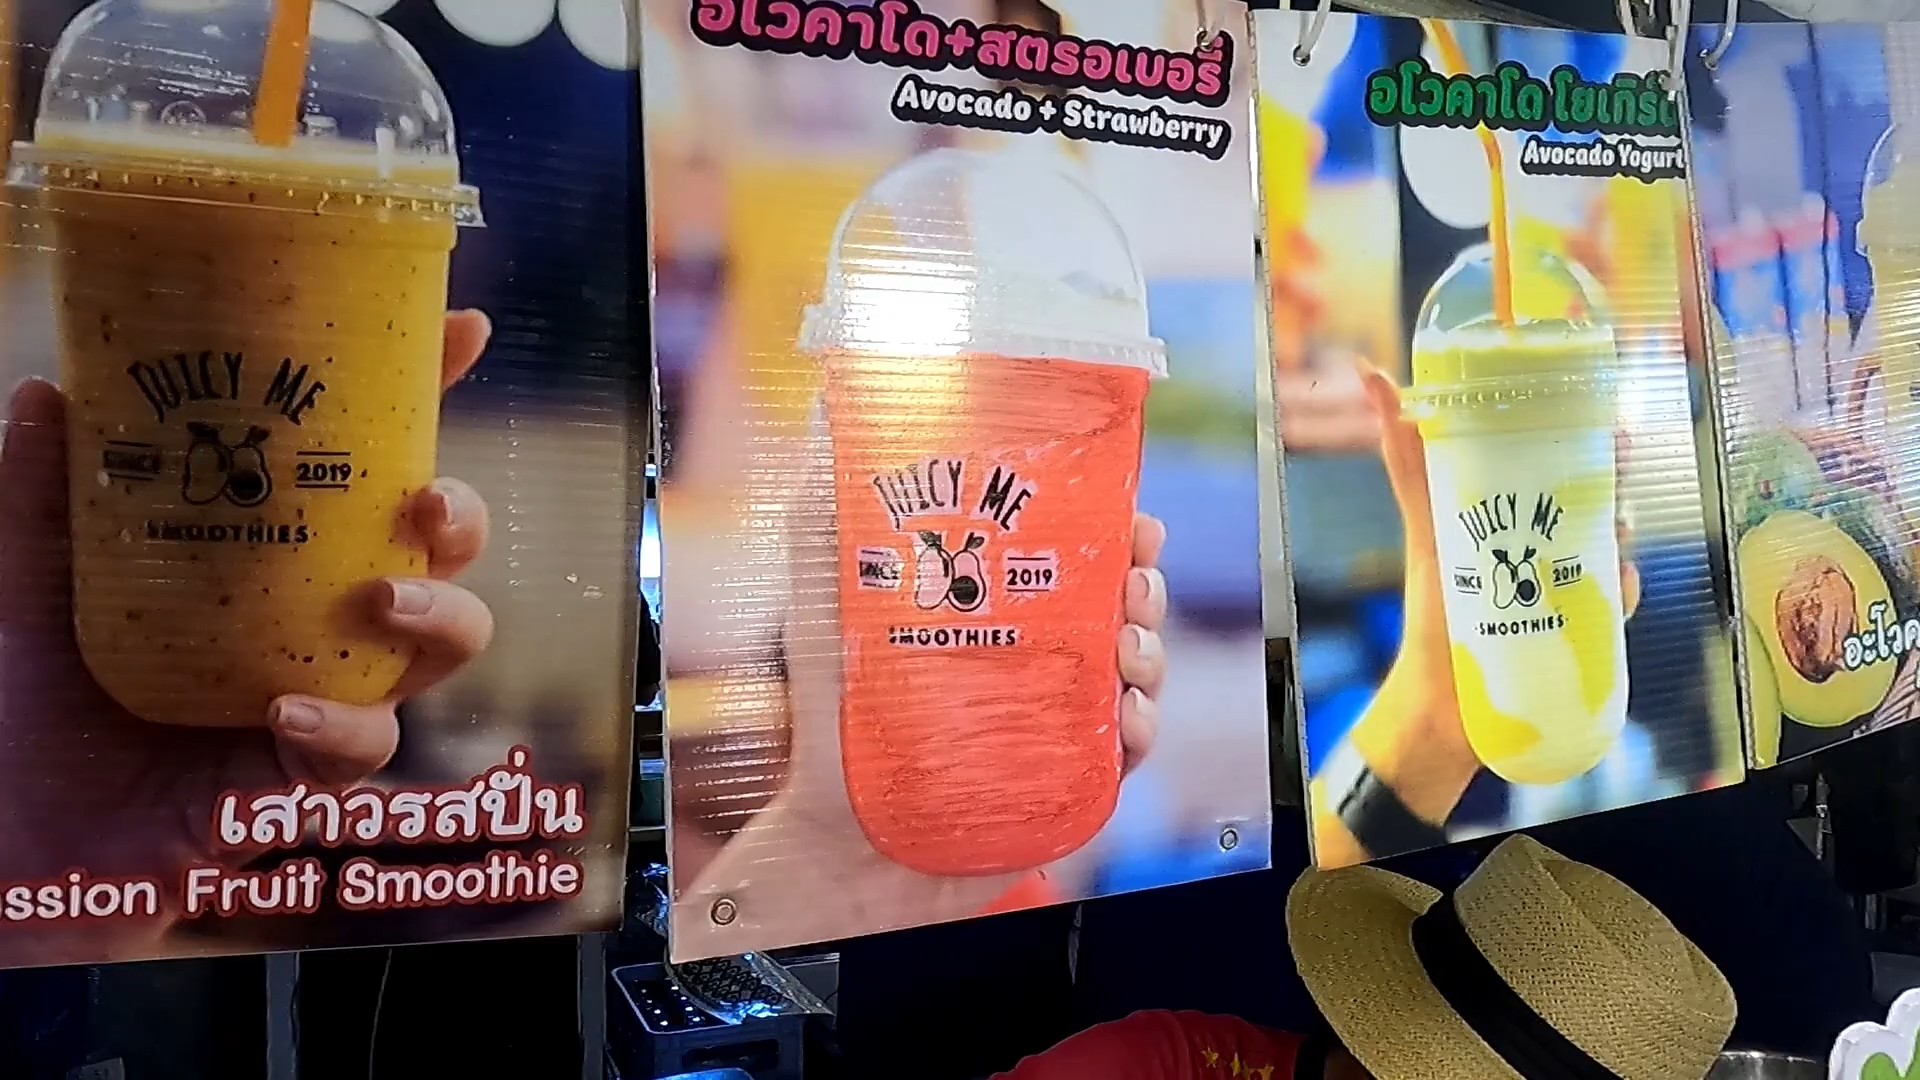 JUICY ME
SINCE 2019
SMOOTHIES
เสาวรสปั่น
Fruit Smoothie
อโวคาโด+สตรอเบอรี่
Avocado + Strawberry
JUICY ME
SINCE 2019
SMOOTHIES
อโวคาโด โยเกิร์ต
Avocado Yogurt
JUICY ME
SINCE 2019
SMOOTHIES